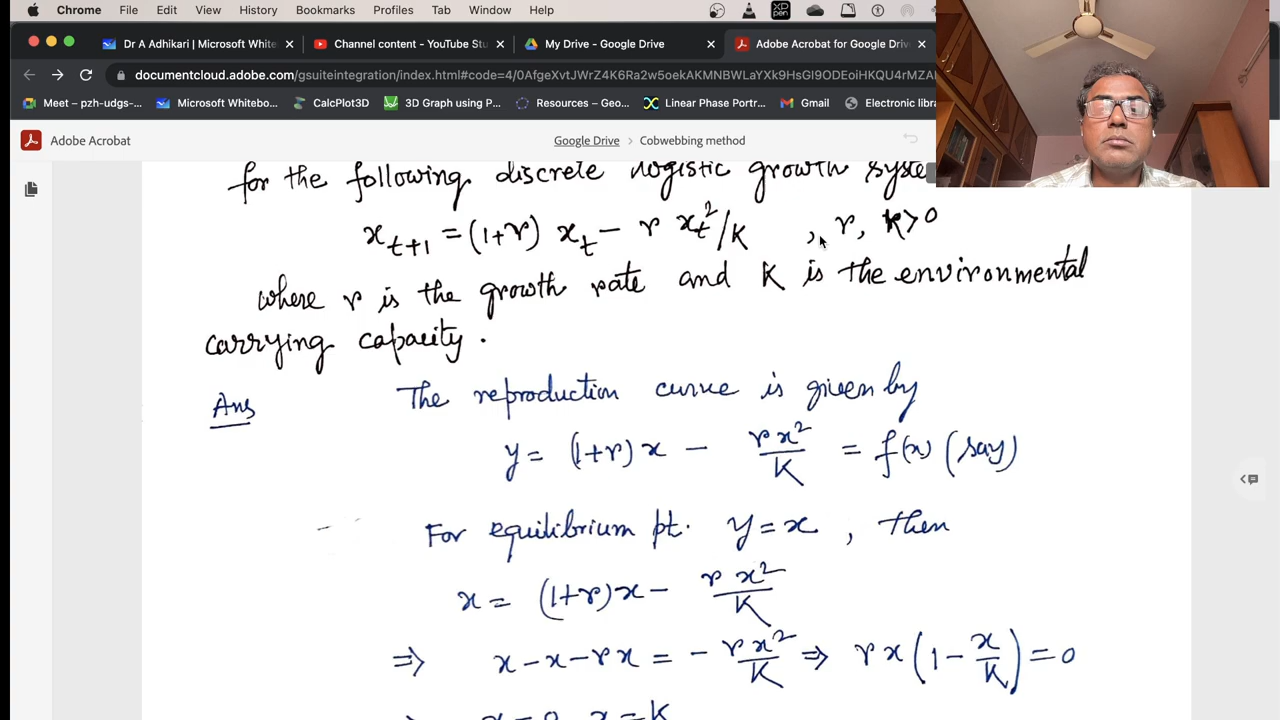 Chrome File Edit View History Bookmarks Profiles Tab Window Help
Dr A Adhikari | Microsoft White Channel content - YouTube Stu My Drive - Google Drive Adobe Acrobat for Google Driv
documentcloud.adobe.com/gsuiteintegration/index.html#code=4/0AfgeXvtJWrZ4K6Ra2w5oekAKMNBWLaYXk9HsGl9ODEoiHKQU4rMZA
Meet – pzh-udgs-... Microsoft Whitebo... CalcPlot3D 3D Graph using P... Resources – Geo... Linear Phase Portr... Gmail Electronic libra
Adobe Acrobat Google Drive > Cobwebbing method
for the following discrete logistic growth syste
x_{t+1} = (1+r) x_t - r x_t^2/K , r, K>0
where r is the growth rate and K is the environmental
carrying capacity.
Ans The reproduction curve is given by
y = (1+r)x - rx^2/K = f(x) (say)
For equilibrium pt. y = x , then
x = (1+r)x - r x^2/K
⇒ x-x-rx = - rx^2/K ⇒ rx(1 - x/K) = 0
⇒ x = 0, x = K